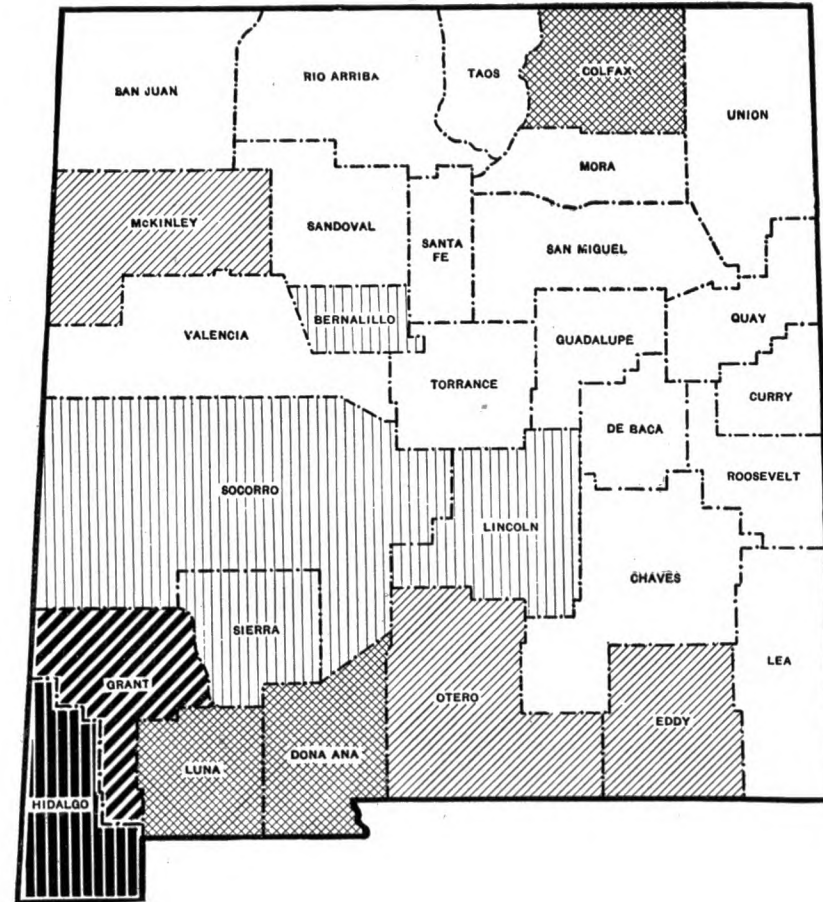 SAN JUAN
RIO ARRIBA
TAOS
COLFAX
UNION
MORA
McKINLEY
SANDOVAL
SANTA
FE
SAN MIGUEL
BERNALILLO
VALENCIA
GUADALUPE
QUAY
TORRANCE
CURRY
DE BACA
ROOSEVELT
SOCORRO
LINCOLN
CHAVES
SIERRA
LEA
GRANT
OTERO
EDDY
DONA ANA
LUNA
HIDALGO